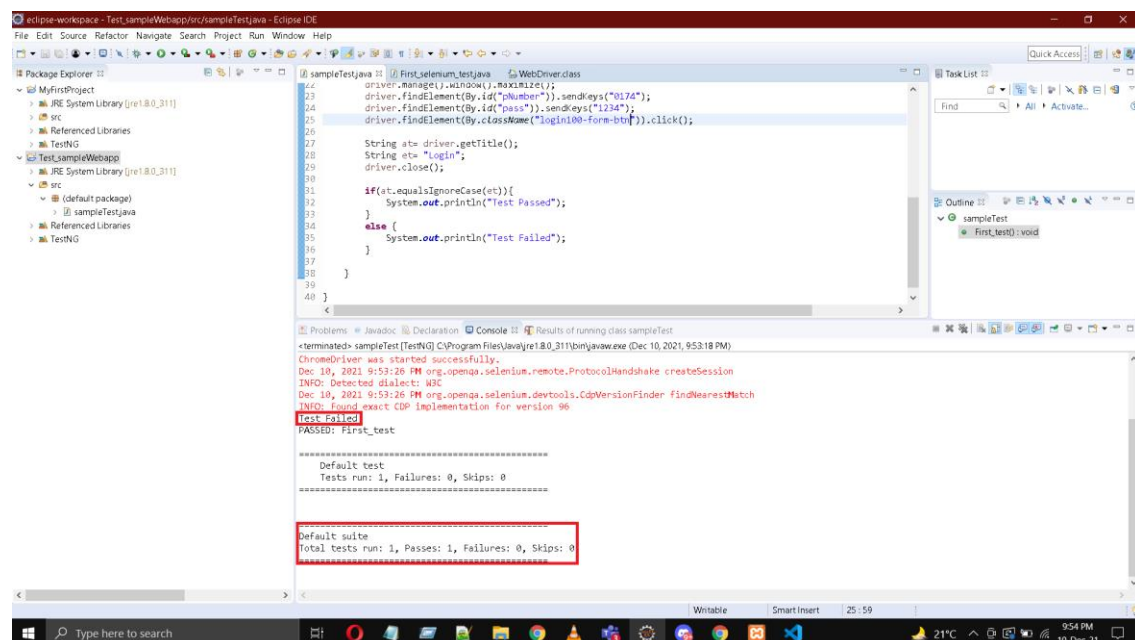 eclipse-workspace - Test_sampleWebapp/src/sampleTest.java - Eclipse IDE
File Edit Source Refactor Navigate Search Project Run Window Help
Quick Access
Package Explorer
MyFirstProject
JRE System Library [jre1.8.0_311]
src
Referenced Libraries
TestNG
Test_sampleWebapp
JRE System Library [jre1.8.0_311]
src
(default package)
sampleTest.java
Referenced Libraries
TestNG
sampleTest.java First_selenium_test.java WebDriver.class
22 driver.manage().window().maximize();
23 driver.findElement(By.id("pNumber")).sendKeys("0174");
24 driver.findElement(By.id("pass")).sendKeys("1234");
25 driver.findElement(By.className("login100-form-btn")).click();
26
27 String at= driver.getTitle();
28 String et= "Login";
29 driver.close();
30
31 if(at.equalsIgnoreCase(et)){
32 System.out.println("Test Passed");
33 }
34 else {
35 System.out.println("Test Failed");
36 }
37
38 }
39
40 }
Task List
Find All Activate...
Outline
sampleTest
First_test() : void
Problems Javadoc Declaration Console Results of running class sampleTest
<terminated> sampleTest [TestNG] C:\Program Files\Java\jre1.8.0_311\bin\javaw.exe (Dec 10, 2021, 9:53:18 PM)
ChromeDriver was started successfully.
Dec 10, 2021 9:53:26 PM org.openqa.selenium.remote.ProtocolHandshake createSession
INFO: Detected dialect: W3C
Dec 10, 2021 9:53:26 PM org.openqa.selenium.devtools.CdpVersionFinder findNearestMatch
INFO: Found exact CDP implementation for version 96
Test Failed
PASSED: First_test
===============================================
Default test
Tests run: 1, Failures: 0, Skips: 0
===============================================
===============================================
Default suite
Total tests run: 1, Passes: 1, Failures: 0, Skips: 0
===============================================
Writable Smart Insert 25 : 59
Type here to search
21°C
9:54 PM
10-Dec-21